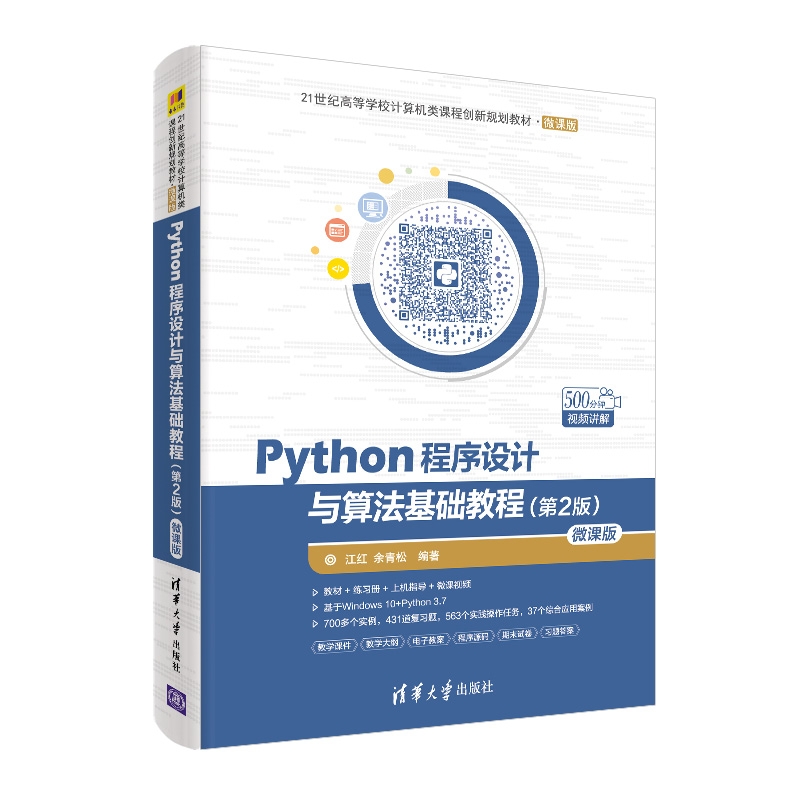 21世纪高等学校计算机类课程创新规划教材·微课版
</>
500分钟
视频讲解
Python 程序设计
与算法基础教程(第2版)
微课版
◎ 江红 余青松 编著
教材 + 练习册 + 上机指导 + 微课视频
基于Windows 10+Python 3.7
700多个实例，431道复习题，563个实践操作任务，37个综合应用案例
教学课件 教学大纲 电子教案 程序源码 期末试卷 习题答案
清华大学出版社
21世纪高等学校计算机类
课程创新规划教材·微课版
Python 程序设计与算法基础教程(第2版)
微课版
清华大学出版社